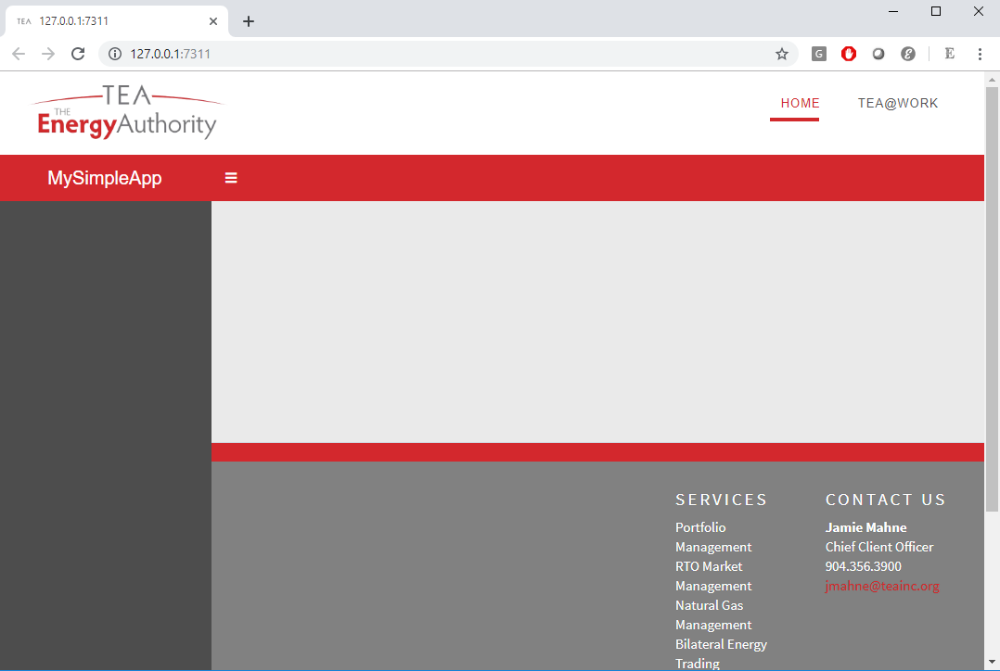 TEA 127.0.0.1:7311
127.0.0.1:7311
G E
TEA
THE
EnergyAuthority
HOME TEA@WORK
MySimpleApp
SERVICES
Portfolio
Management
RTO Market
Management
Natural Gas
Management
Bilateral Energy
Trading
CONTACT US
Jamie Mahne
Chief Client Officer
904.356.3900
jmahne@teainc.org